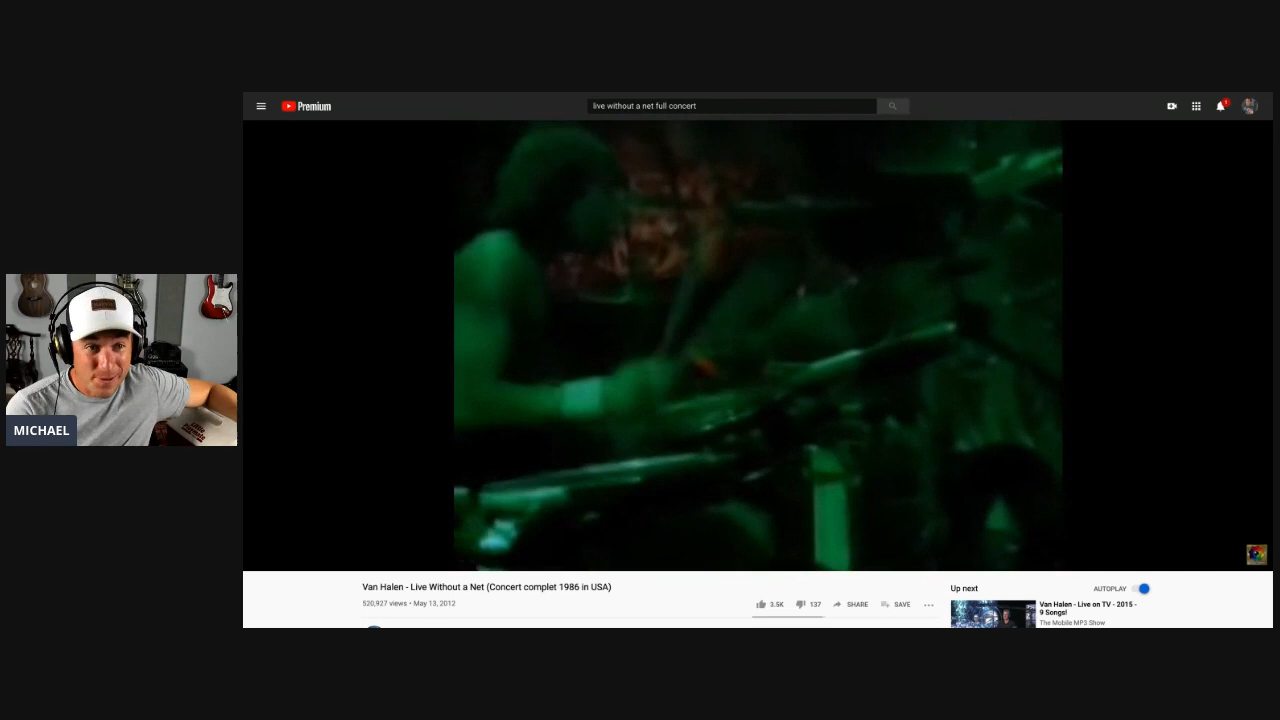 Premium
live without a net full concert
1
MICHAEL
Van Halen - Live Without a Net (Concert complet 1986 in USA)
520,927 views • May 13, 2012
3.5K
137
SHARE
SAVE
Up next
AUTOPLAY
Van Halen - Live on TV - 2015 -
9 Songs!
The Mobile MP3 Show